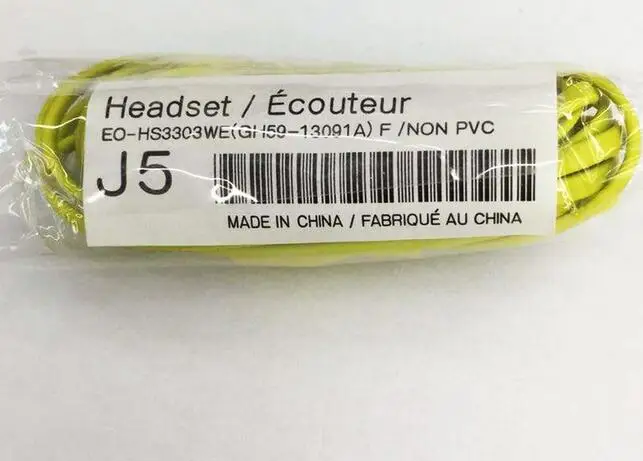 Headset / Écouteur
EO-HS3303WE(GH59-13091A) F /NON PVC
J5
MADE IN CHINA / FABRIQUÉ AU CHINA